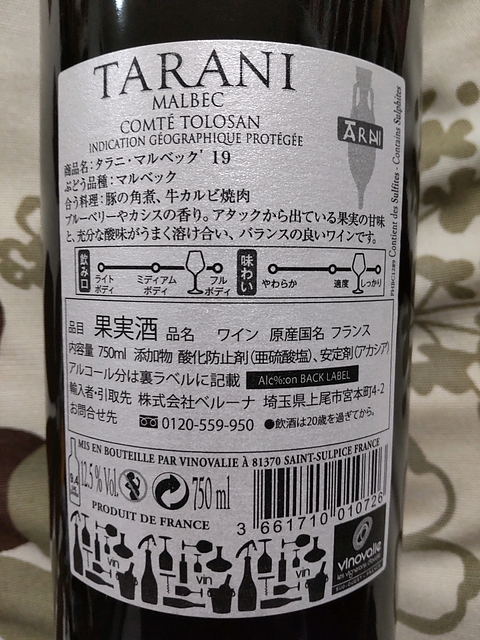 TARANI
MALBEC
COMTÉ TOLOSAN
INDICATION GÉOGRAPHIQUE PROTÉGÉE
TARNI
Contient des Sulfites - Contains Sulphites
商品名:タラニ・マルベック' 19
ぶどう品種:マルベック
合う料理:豚の角煮、牛カルビ焼肉
ブルーベリーやカシスの香り。アタックから出ている果実の甘味
と、充分な酸味がうまく溶け合い、バランスの良いワインです。
飲み口 ライトボディ ミディアムボディ フルボディ
味わい やわらか 適度 しっかり
品目 果実酒 品名 ワイン 原産国名 フランス
内容量 750ml 添加物 酸化防止剤(亜硫酸塩)、安定剤(アカシア)
アルコール分は裏ラベルに記載 Alc%:on BACK LABEL
輸入者・引取先 株式会社ベルーナ 埼玉県上尾市宮本町4-2
お問合せ先 0120-559-950 ●飲酒は20歳を過ぎてから。
MIS EN BOUTEILLE PAR VINOVALIE À 81370 SAINT-SULPICE FRANCE
9.4
12.5 % Vol. 750 ml
PRODUIT DE FRANCE
3 661710 010726
vin vin vin
vinovalie
les vignerons
SUD-OUEST - FRANCE